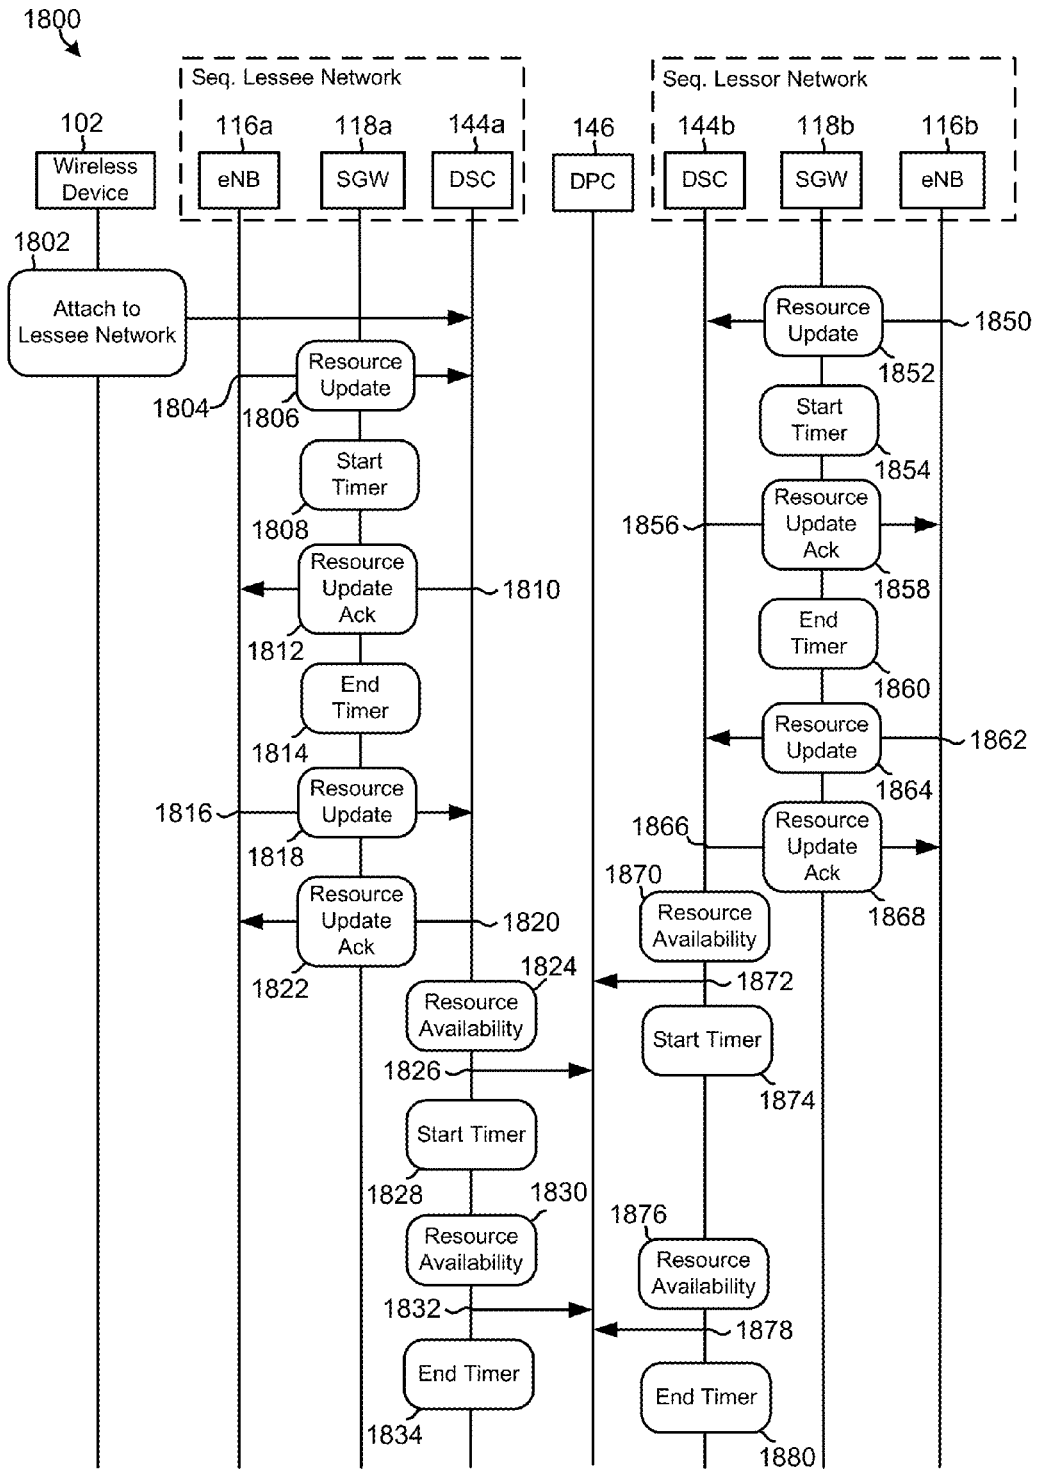 1800
Seq. Lessee Network
Seq. Lessor Network
102
116a
118a
144a
146
144b
118b
116b
Wireless
Device
eNB
SGW
DSC
DPC
DSC
SGW
eNB
1802
Attach to
Lessee Network
Resource
Update
1850
1852
Resource
Update
1804
1806
Start
Timer
1854
Start
Timer
1808
Resource
Update
Ack
1856
1858
Resource
Update
Ack
1810
1812
End
Timer
1860
End
Timer
1814
Resource
Update
1862
1864
Resource
Update
1816
1818
Resource
Update
Ack
1866
1868
Resource
Update
Ack
1820
1822
1870
Resource
Availability
1872
1824
Resource
Availability
1826
Start Timer
1874
Start Timer
1828
1830
Resource
Availability
1832
1876
Resource
Availability
1878
End Timer
1834
End Timer
1880